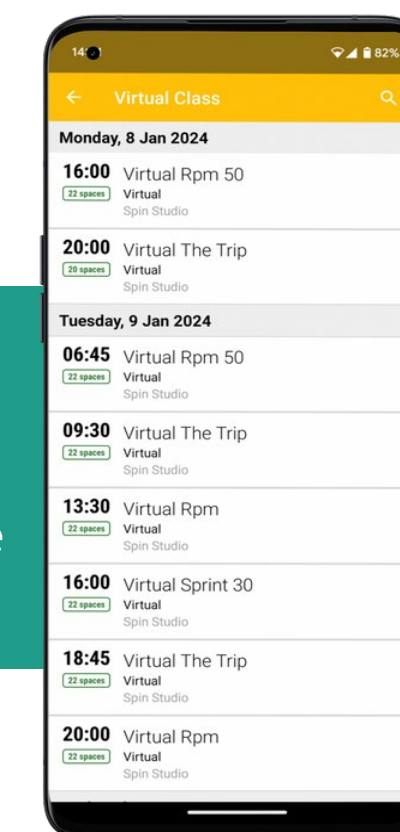 82%
Virtual Class
Monday, 8 Jan 2024
16:00 Virtual Rpm 50
22 spaces Virtual
Spin Studio
20:00 Virtual The Trip
20 spaces Virtual
Spin Studio
Tuesday, 9 Jan 2024
06:45 Virtual Rpm 50
22 spaces Virtual
Spin Studio
09:30 Virtual The Trip
22 spaces Virtual
Spin Studio
13:30 Virtual Rpm
22 spaces Virtual
Spin Studio
16:00 Virtual Sprint 30
22 spaces Virtual
Spin Studio
18:45 Virtual The Trip
22 spaces Virtual
Spin Studio
20:00 Virtual Rpm
22 spaces Virtual
Spin Studio